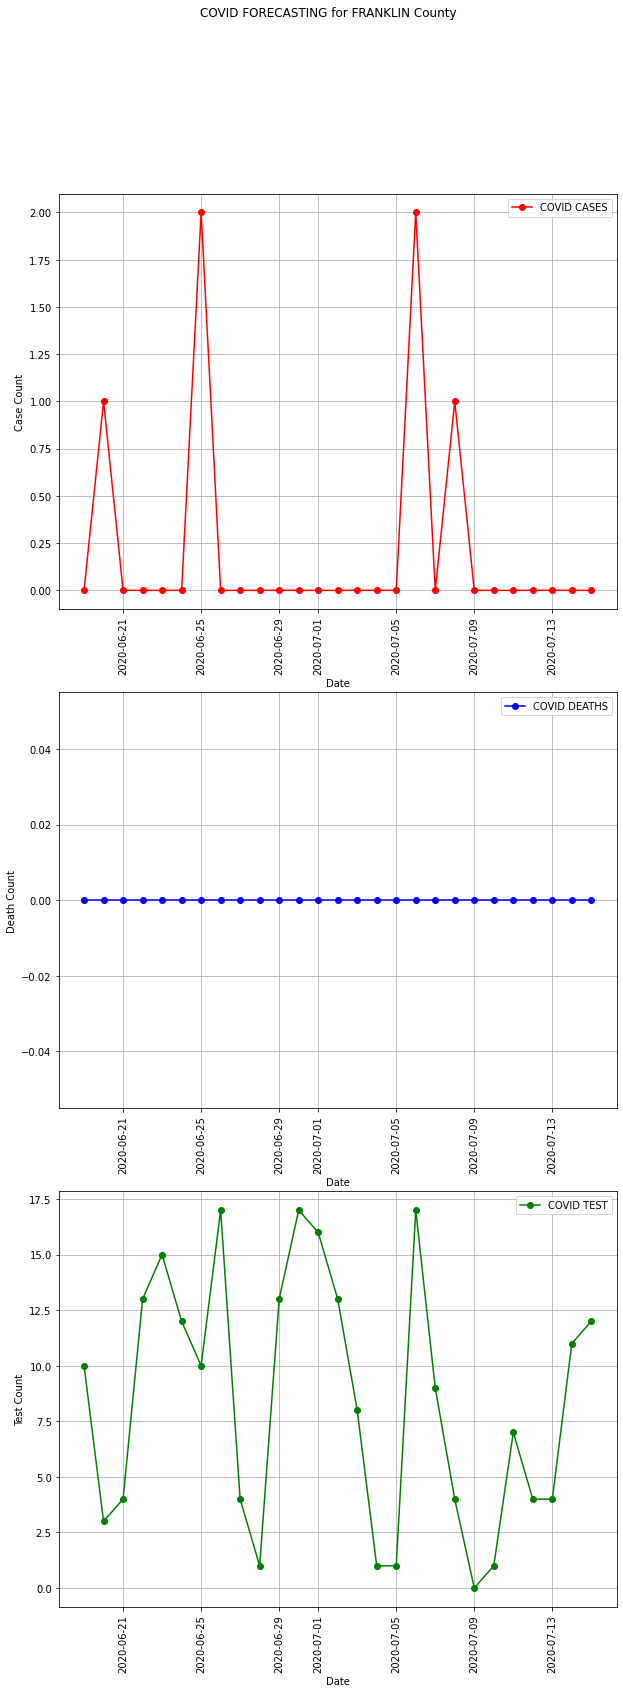 COVID FORECASTING for FRANKLIN County
COVID CASES
2.00
1.75
1.50
1.25
1.00
0.75
0.50
0.25
0.00
Case Count
2020-06-21 2020-06-25 2020-06-29 2020-07-01 2020-07-05 2020-07-09 2020-07-13
Date
COVID DEATHS
0.04
0.02
0.00
−0.02
−0.04
Death Count
2020-06-21 2020-06-25 2020-06-29 2020-07-01 2020-07-05 2020-07-09 2020-07-13
Date
COVID TEST
17.5
15.0
12.5
10.0
7.5
5.0
2.5
0.0
Test Count
2020-06-21 2020-06-25 2020-06-29 2020-07-01 2020-07-05 2020-07-09 2020-07-13
Date